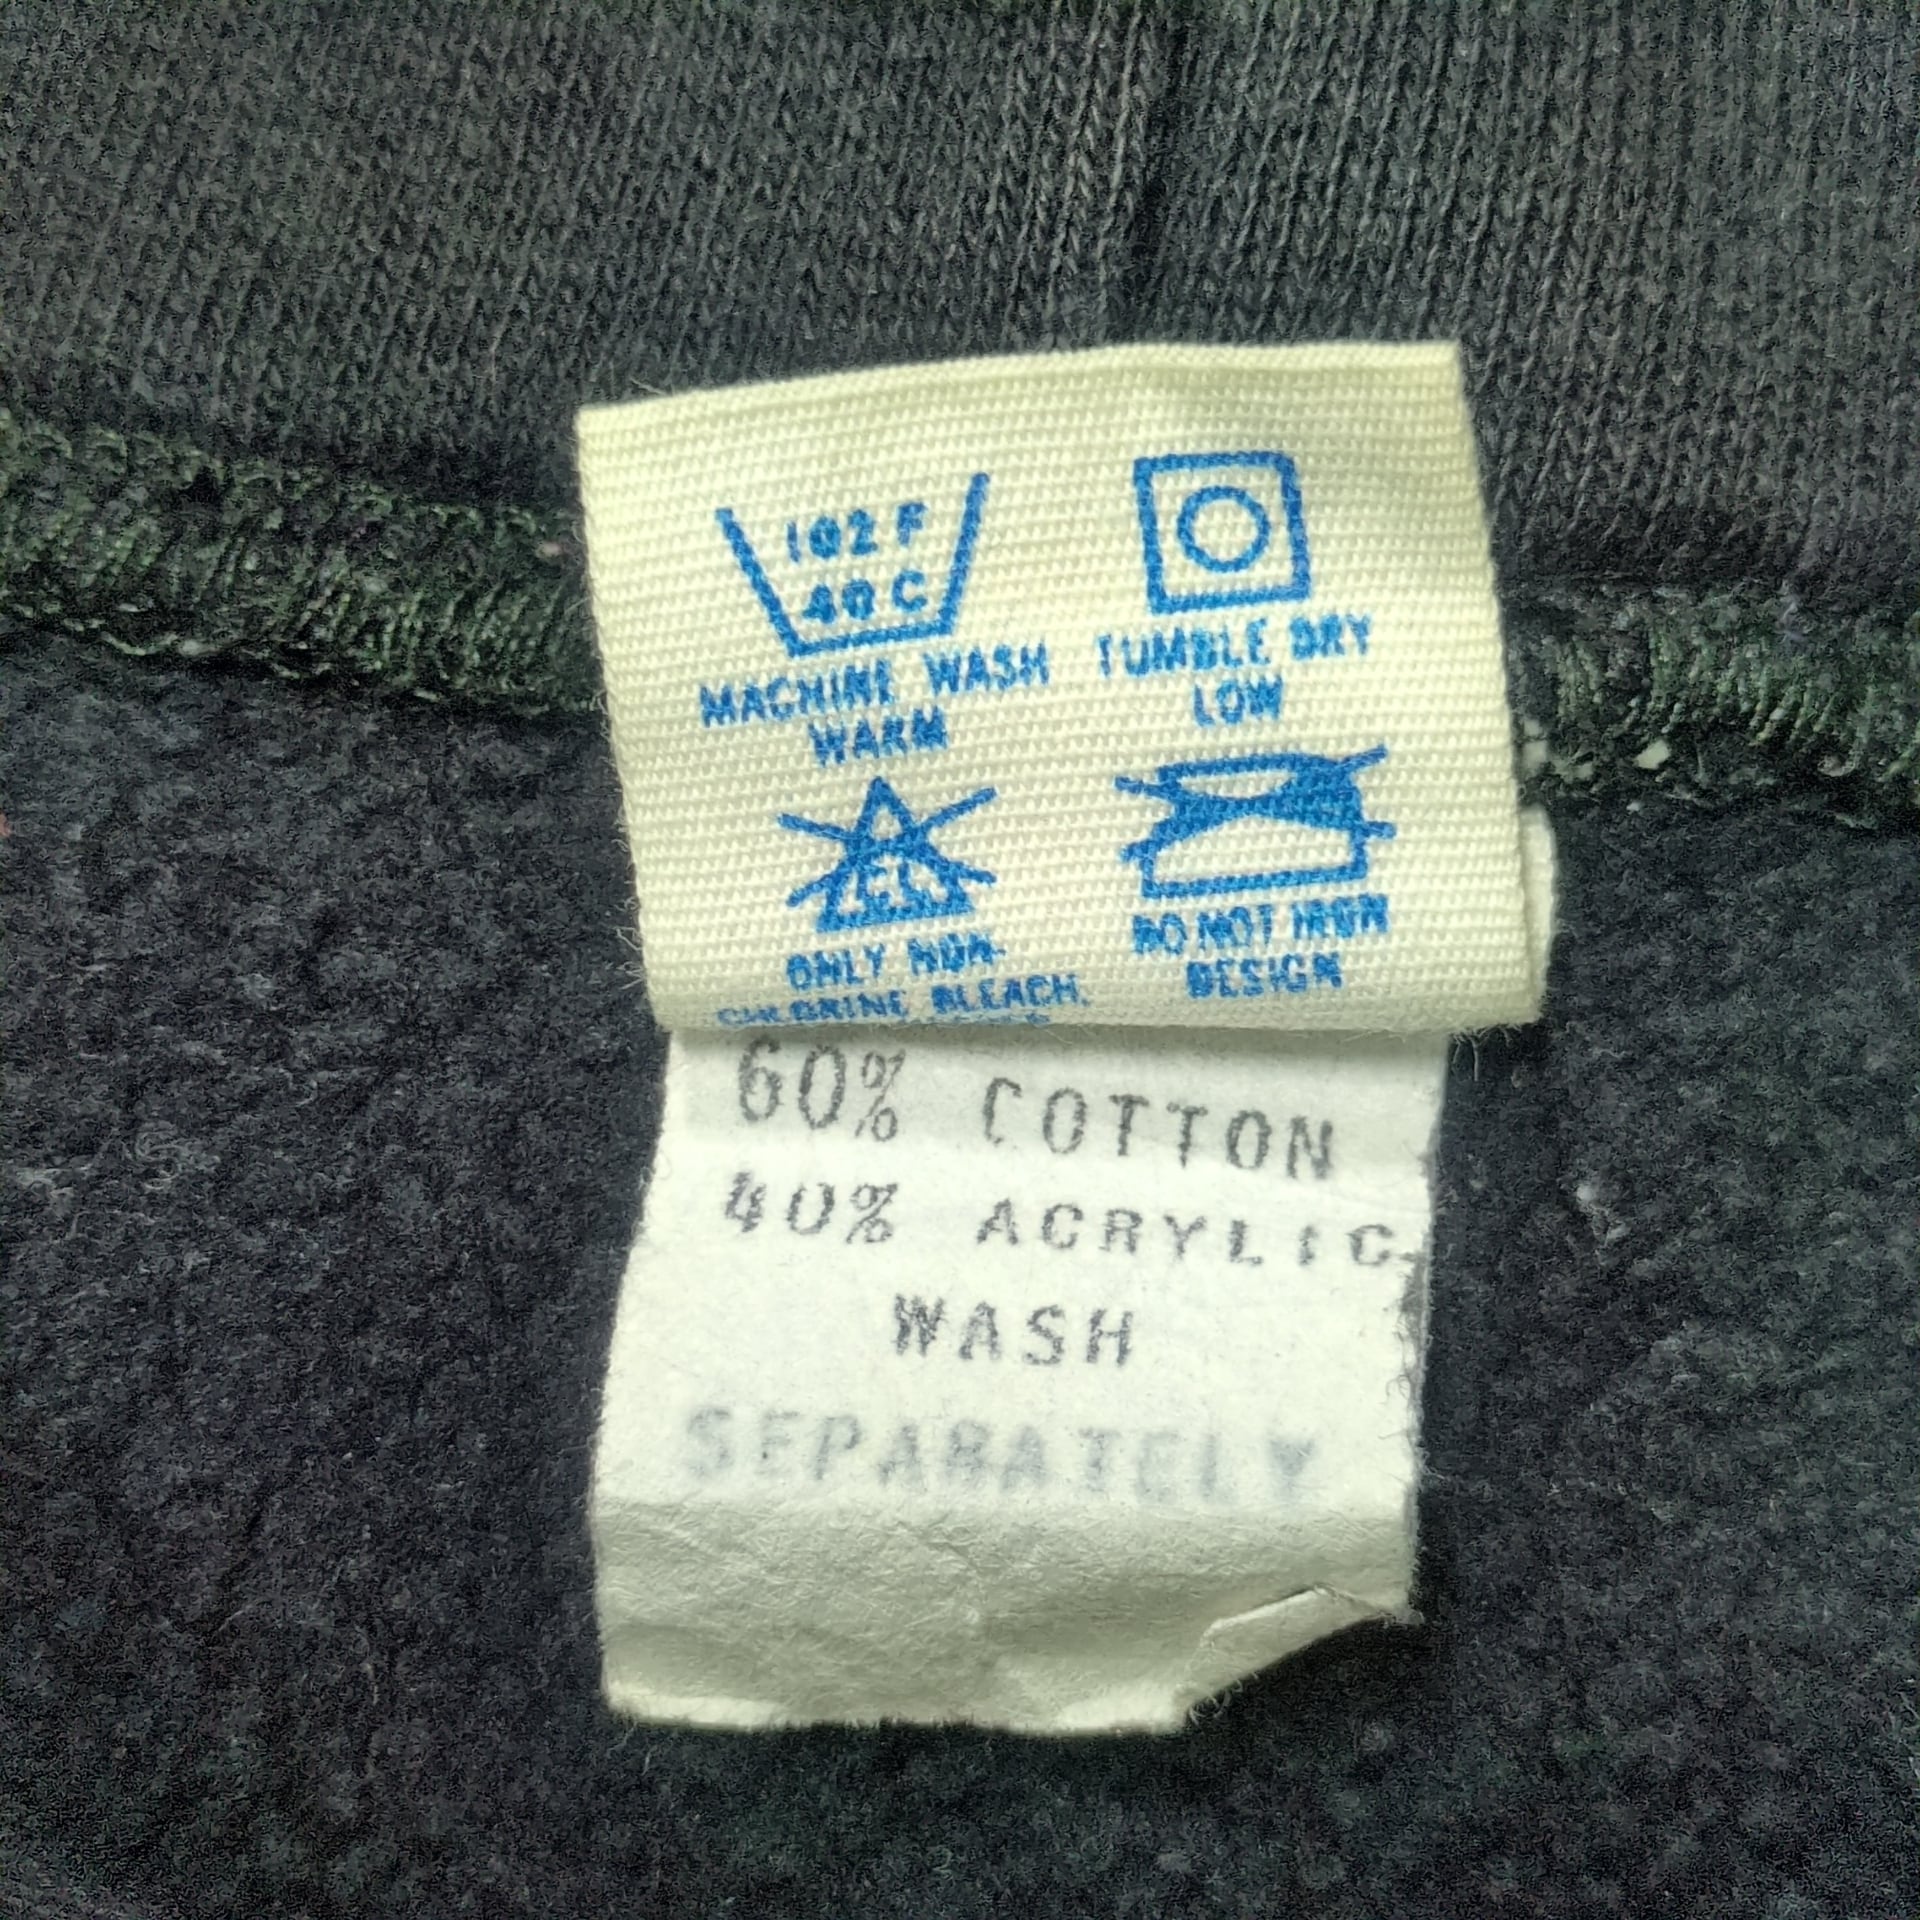 102 F
40 C
MACHINE WASH
WARM
TUMBLE DRY
LOW
CL
ONLY NON-
CHLORINE BLEACH.
DO NOT IRON
DESIGN
60% COTTON
40% ACRYLIC
WASH
SEPARATELY